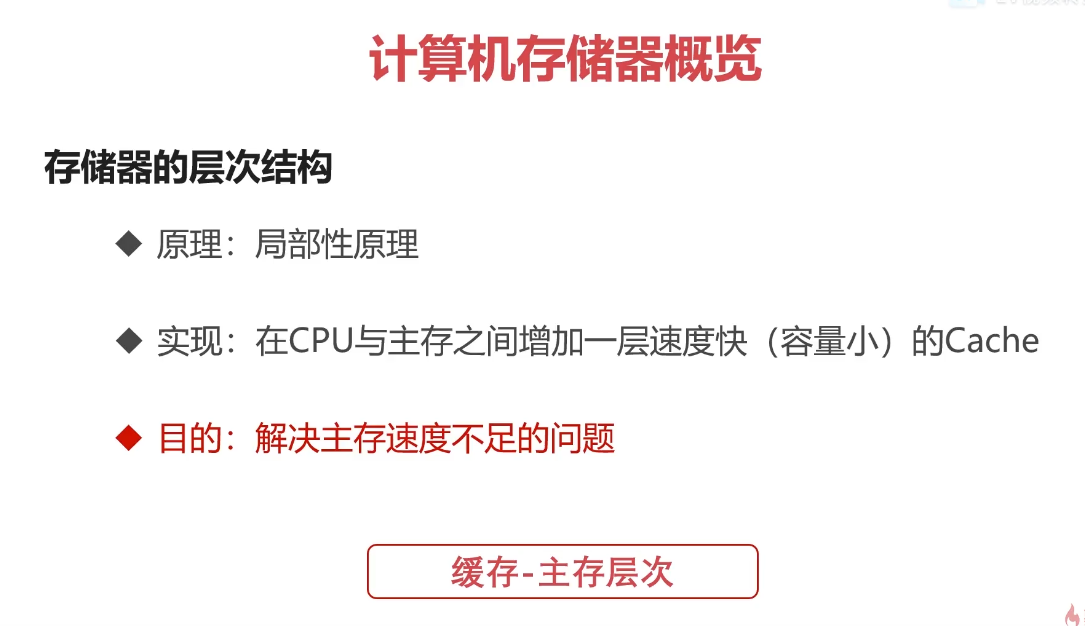 计算机存储器概览
存储器的层次结构
◆ 原理：局部性原理
◆ 实现：在CPU与主存之间增加一层速度快（容量小）的Cache
◆ 目的：解决主存速度不足的问题
缓存-主存层次